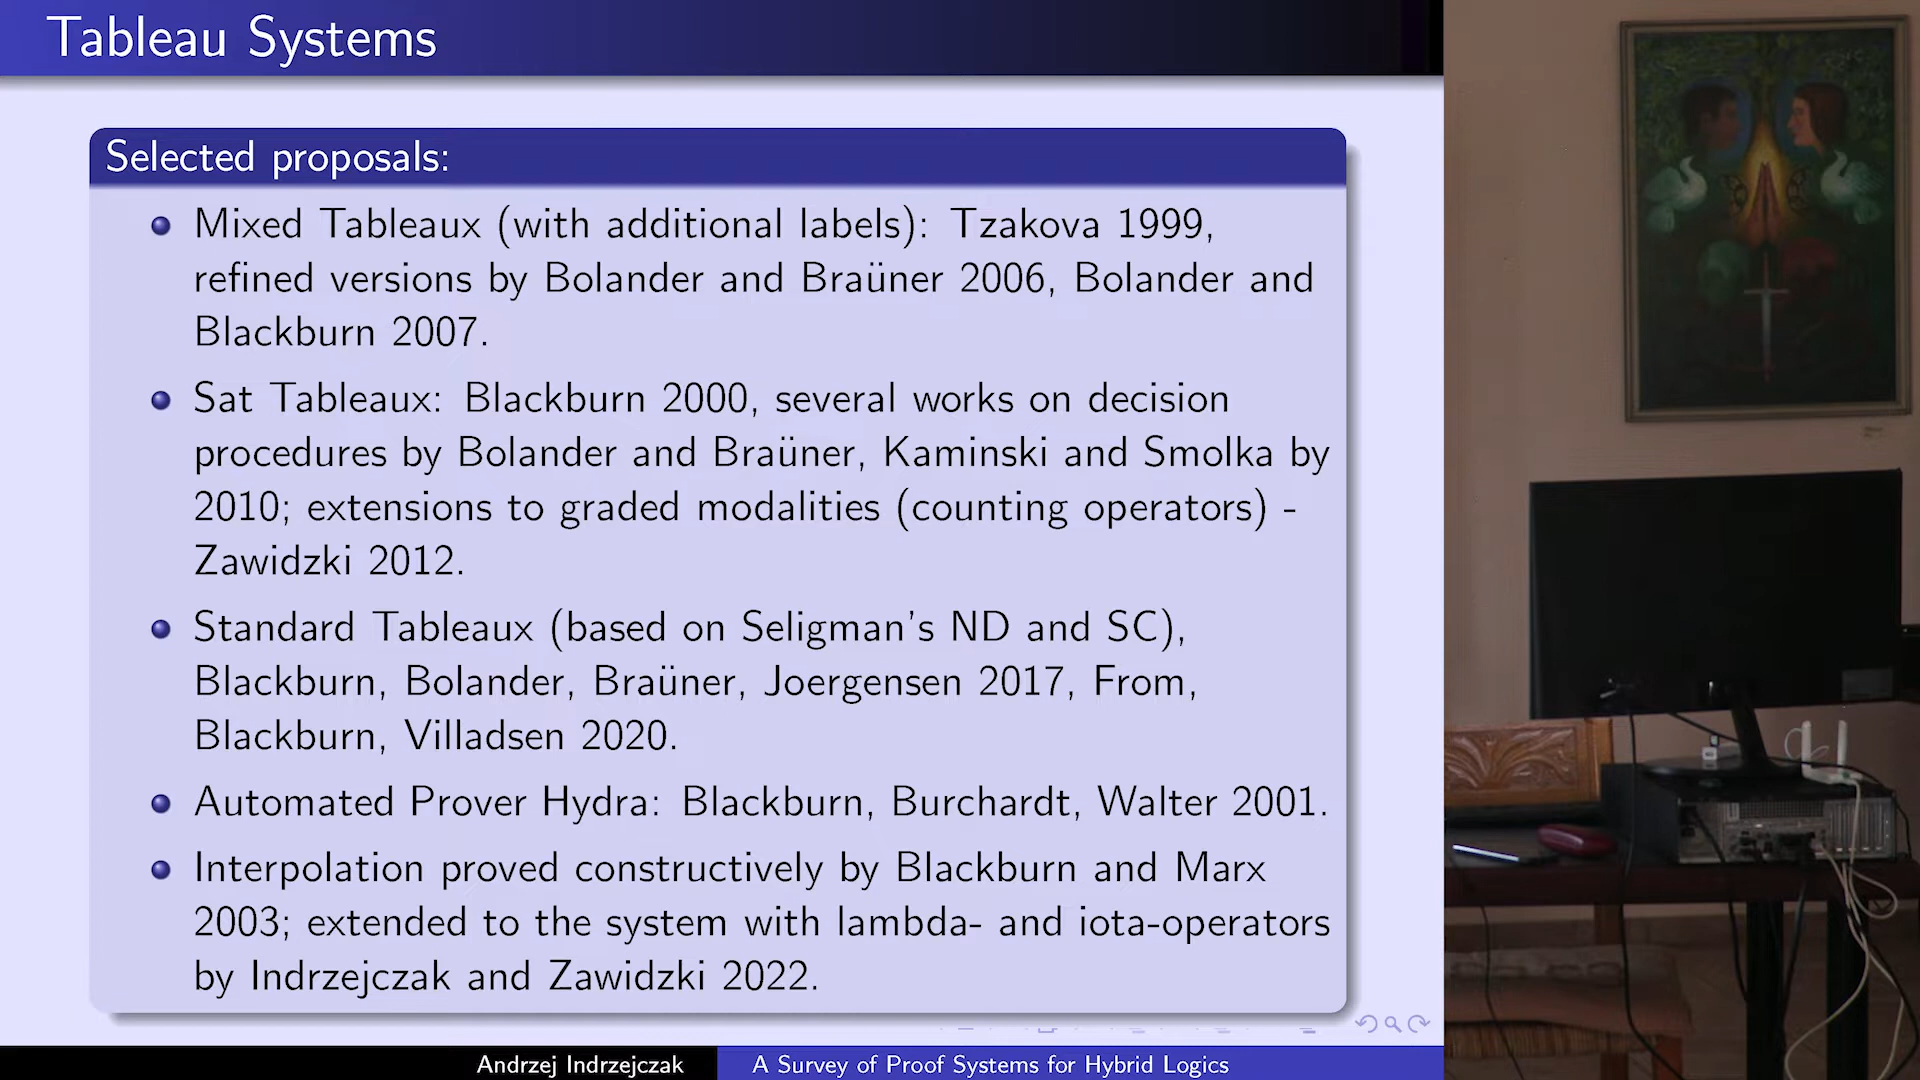 Tableau Systems
Selected proposals:
Mixed Tableaux (with additional labels): Tzakova 1999,
refined versions by Bolander and Braüner 2006, Bolander and
Blackburn 2007.
Sat Tableaux: Blackburn 2000, several works on decision
procedures by Bolander and Braüner, Kaminski and Smolka by
2010; extensions to graded modalities (counting operators) -
Zawidzki 2012.
Standard Tableaux (based on Seligman's ND and SC),
Blackburn, Bolander, Braüner, Joergensen 2017, From,
Blackburn, Villadsen 2020.
Automated Prover Hydra: Blackburn, Burchardt, Walter 2001.
Interpolation proved constructively by Blackburn and Marx
2003; extended to the system with lambda- and iota-operators
by Indrzejczak and Zawidzki 2022.
Andrzej Indrzejczak
A Survey of Proof Systems for Hybrid Logics